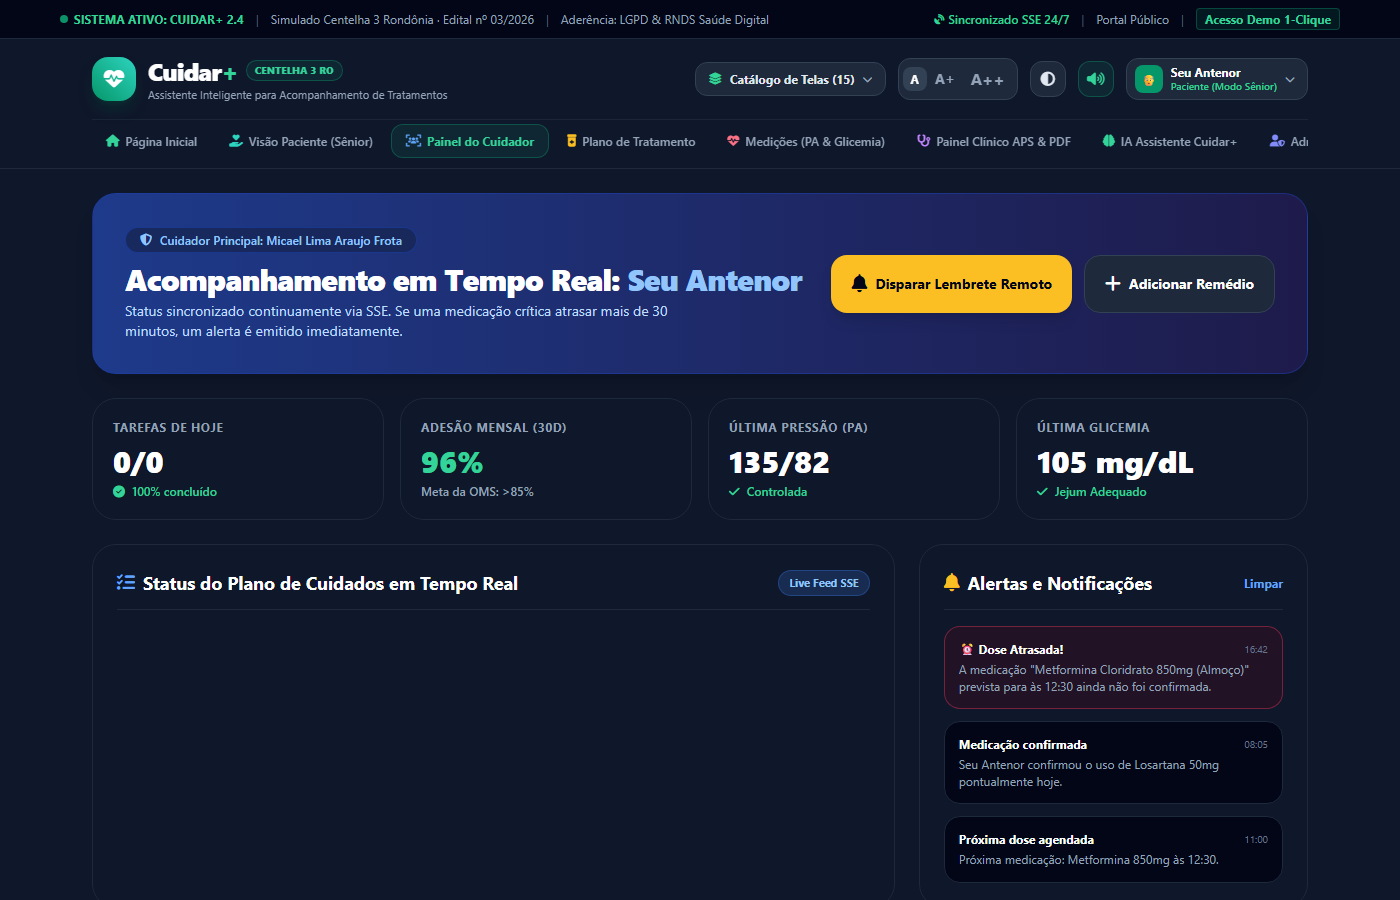 SISTEMA ATIVO: CUIDAR+ 2.4 | Simulado Centelha 3 Rondônia · Edital nº 03/2026 | Aderência: LGPD & RNDS Saúde Digital
Sincronizado SSE 24/7 | Portal Público | Acesso Demo 1-Clique
Cuidar+ CENTELHA 3 RO
Assistente Inteligente para Acompanhamento de Tratamentos
Catálogo de Telas (15)
A A+ A++
Seu Antenor
Paciente (Modo Sênior)
Página Inicial
Visão Paciente (Sênior)
Painel do Cuidador
Plano de Tratamento
Medições (PA & Glicemia)
Painel Clínico APS & PDF
IA Assistente Cuidar+
Adı
Cuidador Principal: Micael Lima Araujo Frota
Acompanhamento em Tempo Real: Seu Antenor
Status sincronizado continuamente via SSE. Se uma medicação crítica atrasar mais de 30
minutos, um alerta é emitido imediatamente.
Disparar Lembrete Remoto
Adicionar Remédio
TAREFAS DE HOJE
0/0
100% concluído
ADESÃO MENSAL (30D)
96%
Meta da OMS: >85%
ÚLTIMA PRESSÃO (PA)
135/82
Controlada
ÚLTIMA GLICEMIA
105 mg/dL
Jejum Adequado
Status do Plano de Cuidados em Tempo Real
Live Feed SSE
Alertas e Notificações
Limpar
Dose Atrasada!
16:42
A medicação "Metformina Cloridrato 850mg (Almoço)"
prevista para às 12:30 ainda não foi confirmada.
Medicação confirmada
08:05
Seu Antenor confirmou o uso de Losartana 50mg
pontualmente hoje.
Próxima dose agendada
11:00
Próxima medicação: Metformina 850mg às 12:30.